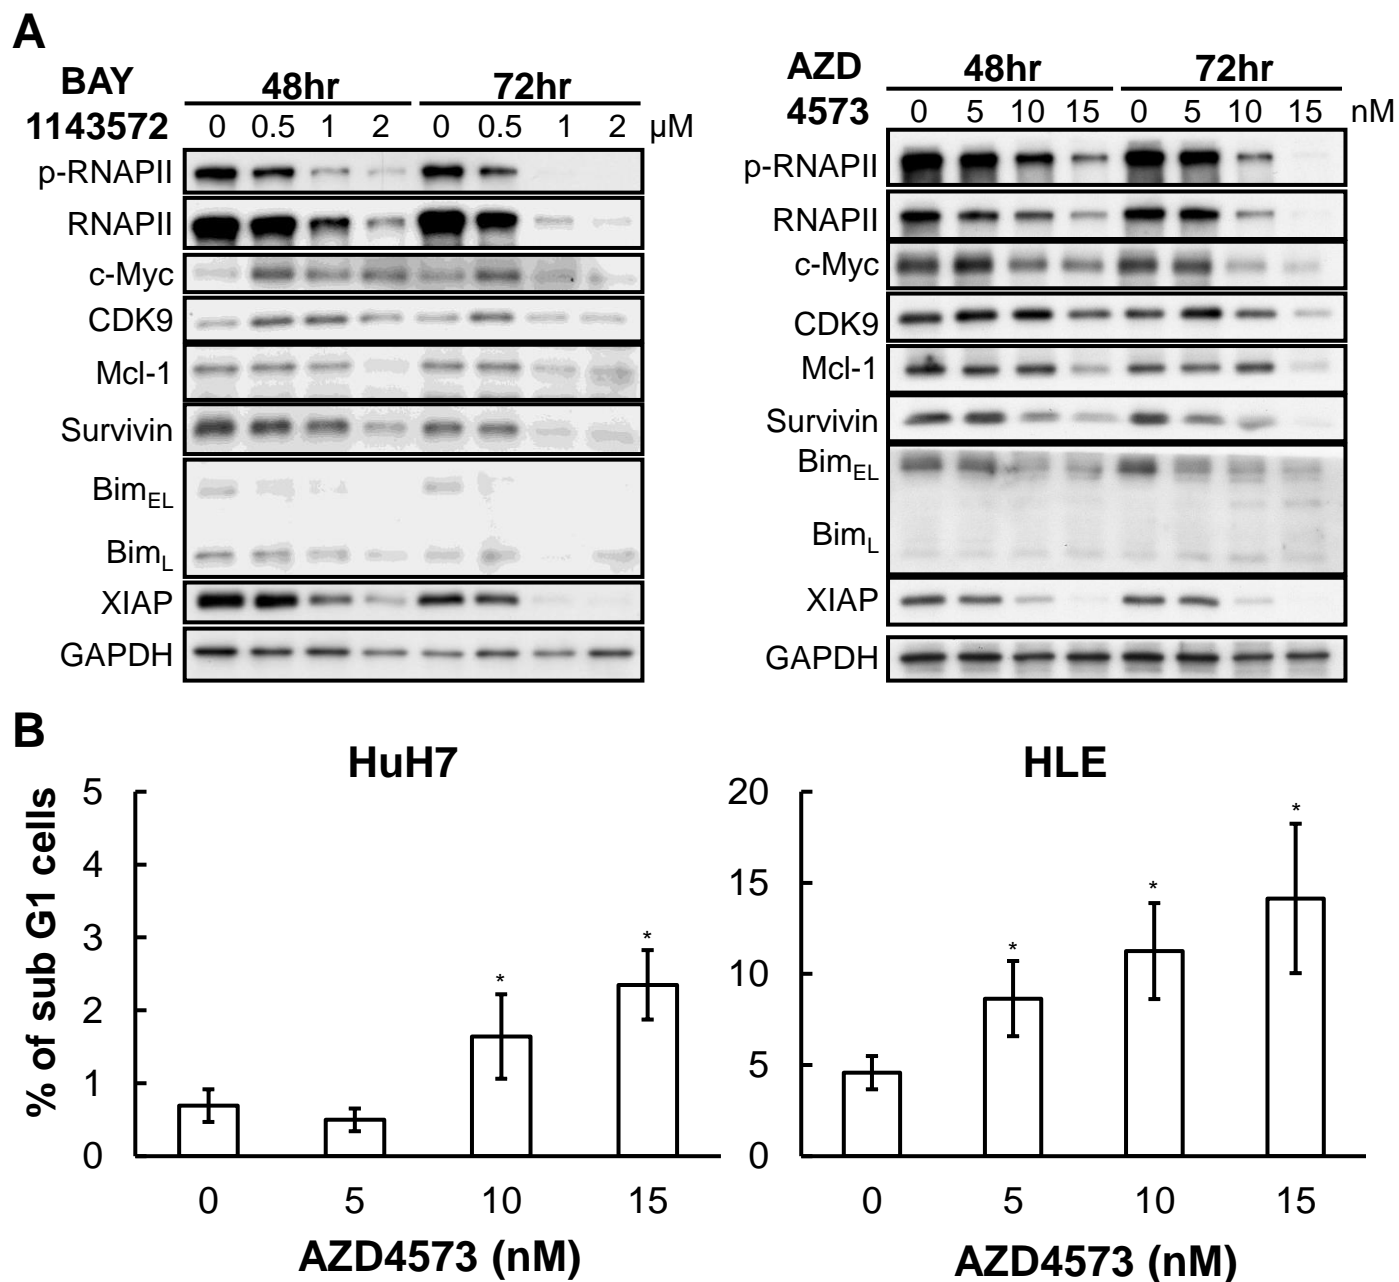 A
BAY
1143572
48hr
72hr
0 0.5 1 2 0 0.5 1 2 µM
p-RNAPII
RNAPII
c-Myc
CDK9
Mcl-1
Survivin
BimEL
BimL
XIAP
GAPDH
AZD
4573
48hr
72hr
0 5 10 15 0 5 10 15 nM
p-RNAPII
RNAPII
c-Myc
CDK9
Mcl-1
Survivin
BimEL
BimL
XIAP
GAPDH
B
HuH7
% of sub G1 cells
5
4
3
2
1
0
* *
0 5 10 15
AZD4573 (nM)
HLE
20
15
10
5
0
* * *
0 5 10 15
AZD4573 (nM)